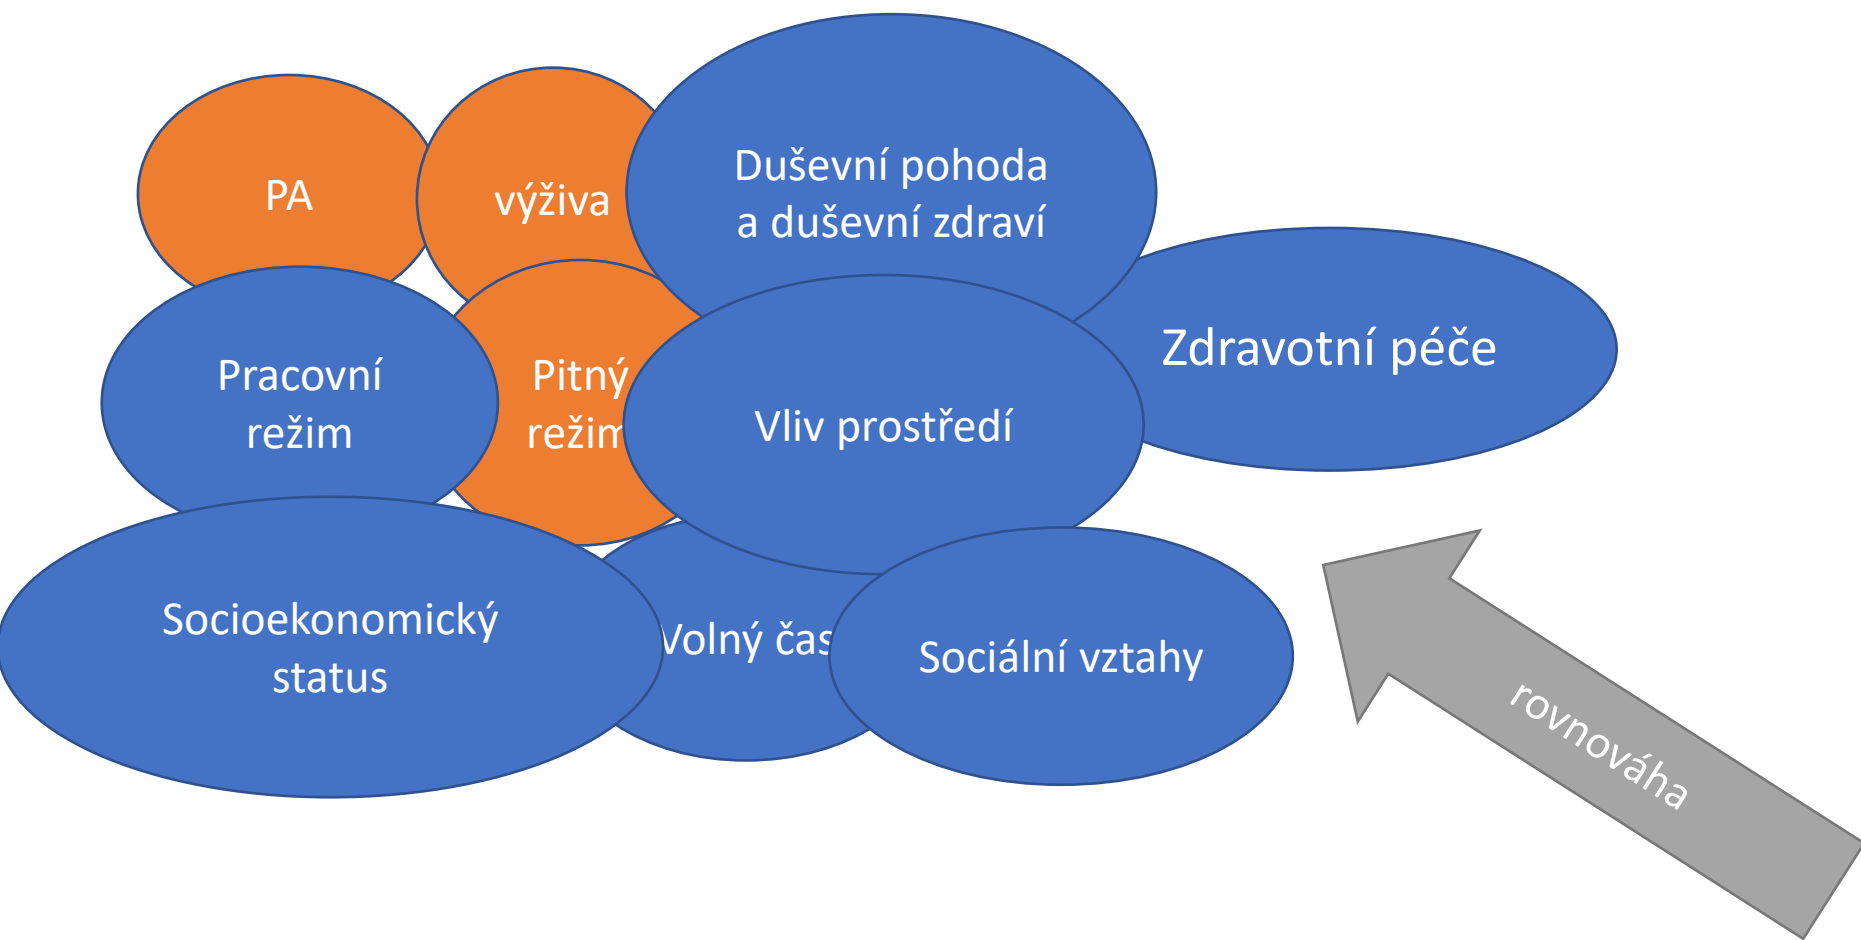 PA
výživa
Duševní pohoda
a duševní zdraví
Zdravotní péče
Pracovní
režim
Pitný
režim
Vliv prostředí
Socioekonomický
status
Volný čas
Sociální vztahy
rovnováha